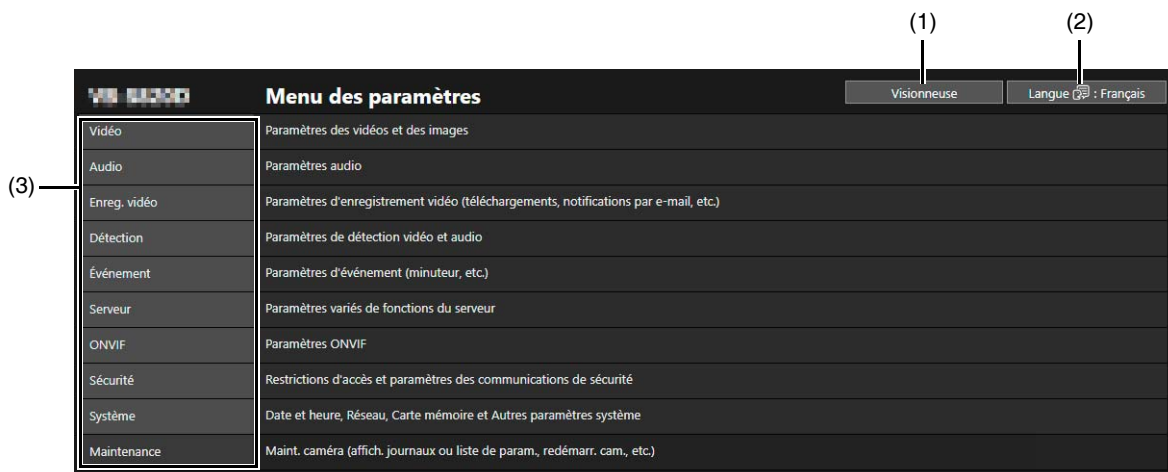 (1) (2)
Menu des paramètres Visionneuse Langue : Français
Vidéo Paramètres des vidéos et des images
Audio Paramètres audio
(3)
Enreg. vidéo Paramètres d'enregistrement vidéo (téléchargements, notifications par e-mail, etc.)
Détection Paramètres de détection vidéo et audio
Événement Paramètres d'événement (minuteur, etc.)
Serveur Paramètres variés de fonctions du serveur
ONVIF Paramètres ONVIF
Sécurité Restrictions d'accès et paramètres des communications de sécurité
Système Date et heure, Réseau, Carte mémoire et Autres paramètres système
Maintenance Maint. caméra (affich. journaux ou liste de param., redémarr. cam., etc.)